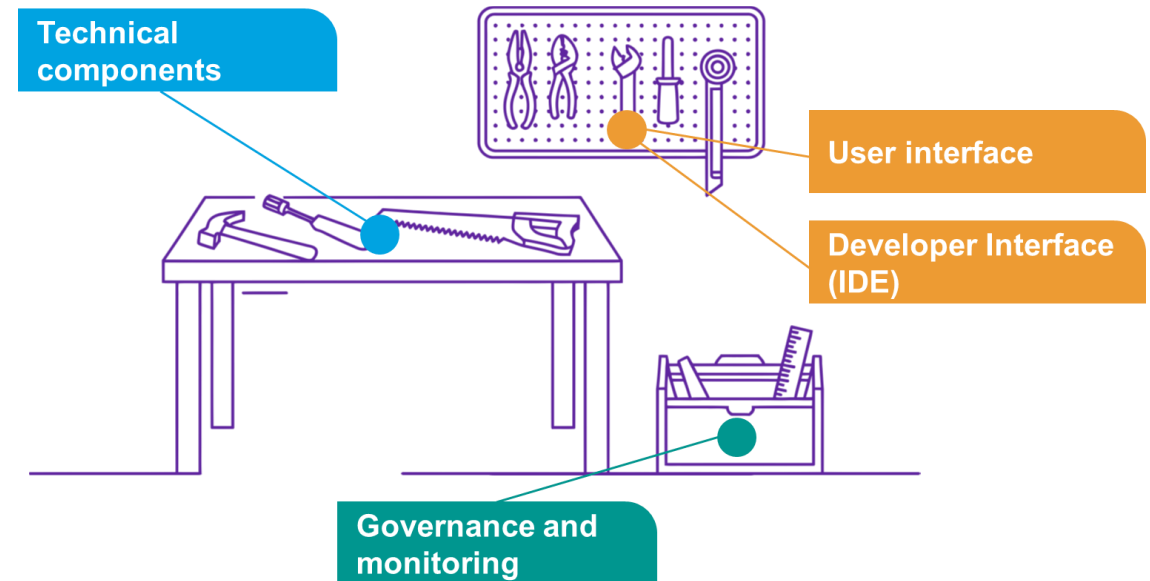 Technical
components
User interface
Developer Interface
(IDE)
Governance and
monitoring